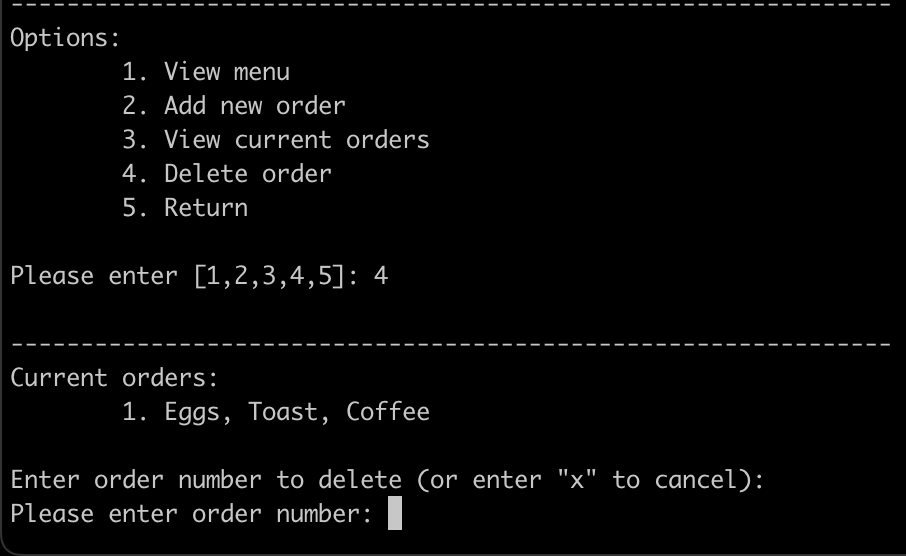 ---------------------------------------------------------------
Options:
1. View menu
2. Add new order
3. View current orders
4. Delete order
5. Return
Please enter [1,2,3,4,5]: 4
---------------------------------------------------------------
Current orders:
1. Eggs, Toast, Coffee
Enter order number to delete (or enter "x" to cancel):
Please enter order number: